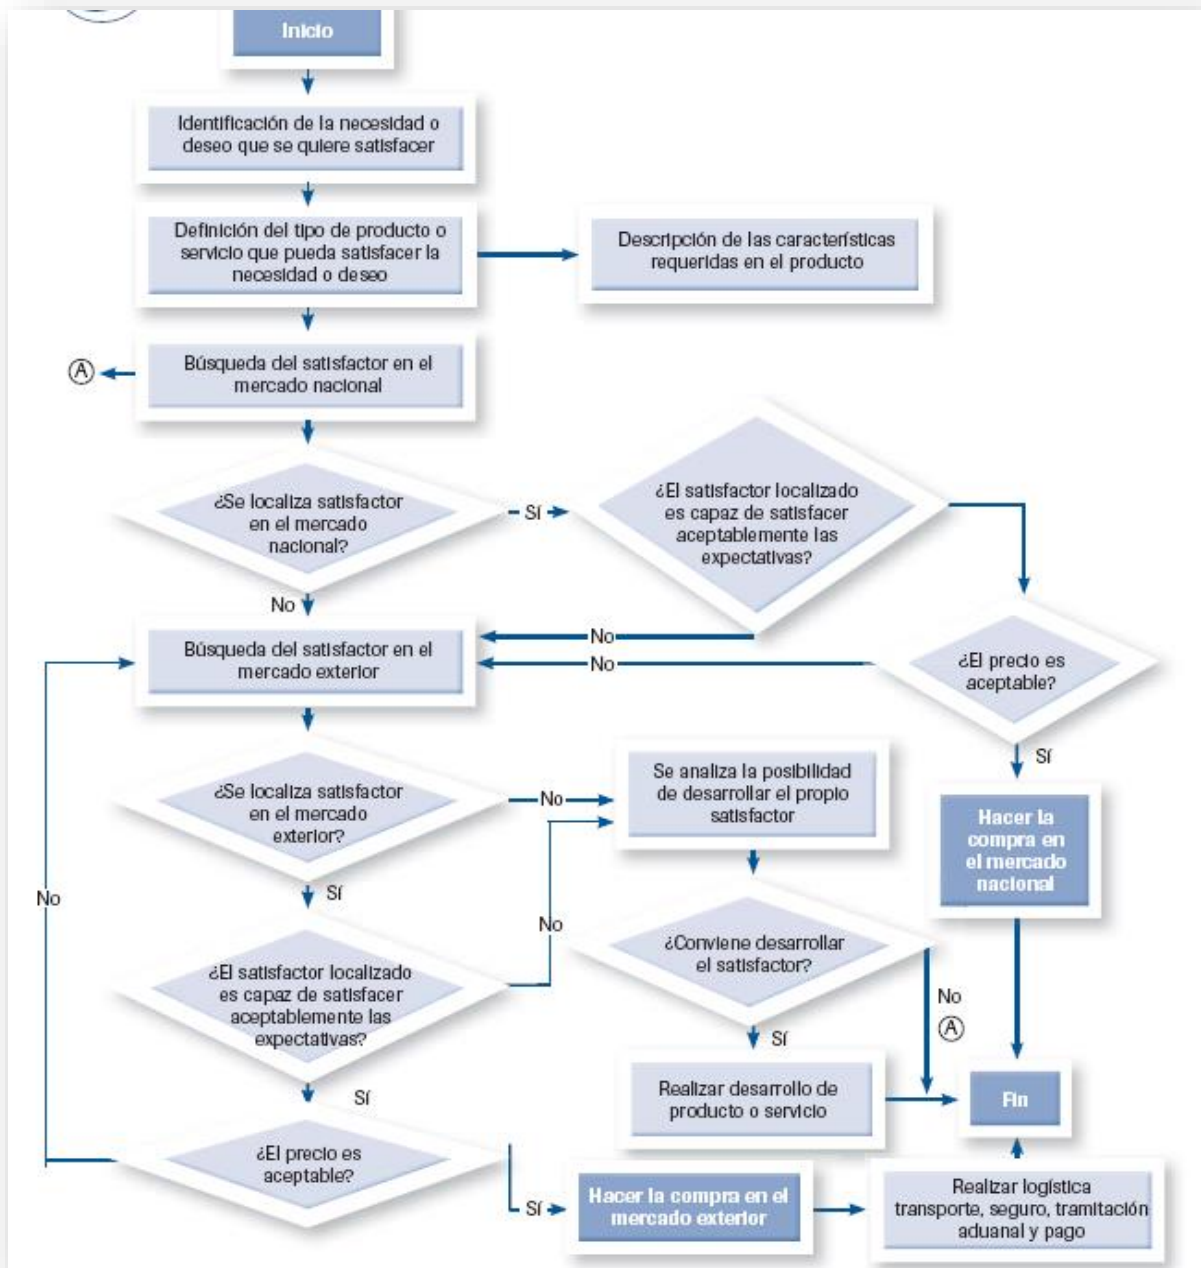 Inicio
Identificación de la necesidad o
deseo que se quiere satisfacer
Definición del tipo de producto o
servicio que pueda satisfacer la
necesidad o deseo
Descripción de las características
requeridas en el producto
Búsqueda del satisfactor en el
mercado nacional
A
¿Se localiza satisfactor
en el mercado
nacional?
Sí
¿El satisfactor localizado
es capaz de satisfacer
aceptablemente las
expectativas?
No
Búsqueda del satisfactor en el
mercado exterior
No
No
¿El precio es
aceptable?
Sí
¿Se localiza satisfactor
en el mercado
exterior?
No
Se analiza la posibilidad
de desarrollar el propio
satisfactor
Hacer la
compra en
el mercado
nacional
Sí
No
No
¿El satisfactor localizado
es capaz de satisfacer
aceptablemente las
expectativas?
¿Conviene desarrollar
el satisfactor?
No
A
Sí
Sí
Realizar desarrollo de
producto o servicio
Fin
¿El precio es
aceptable?
Sí
Hacer la compra en el
mercado exterior
Realizar logística
transporte, seguro, tramitación
aduanal y pago